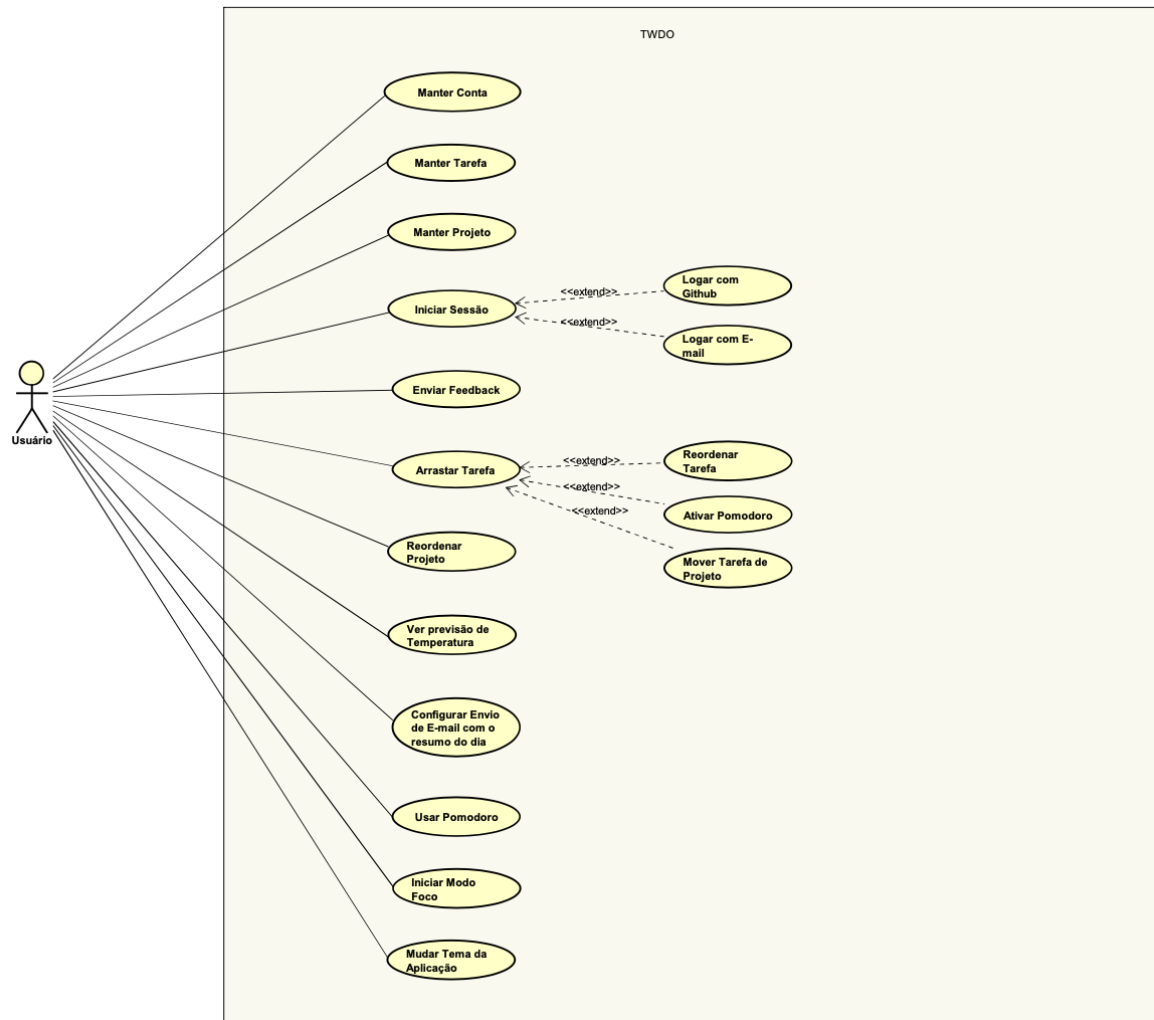 TWDO
Manter Conta
Manter Tarefa
Manter Projeto
Iniciar Sessão
<<extend>>
<<extend>>
Logar com
Github
Logar com E-
mail
Usuário
Enviar Feedback
Arrastar Tarefa
<<extend>>
<<extend>>
<<extend>>
Reordenar
Tarefa
Ativar Pomodoro
Mover Tarefa de
Projeto
Reordenar
Projeto
Ver previsão de
Temperatura
Configurar Envio
de E-mail com o
resumo do dia
Usar Pomodoro
Iniciar Modo
Foco
Mudar Tema da
Aplicação